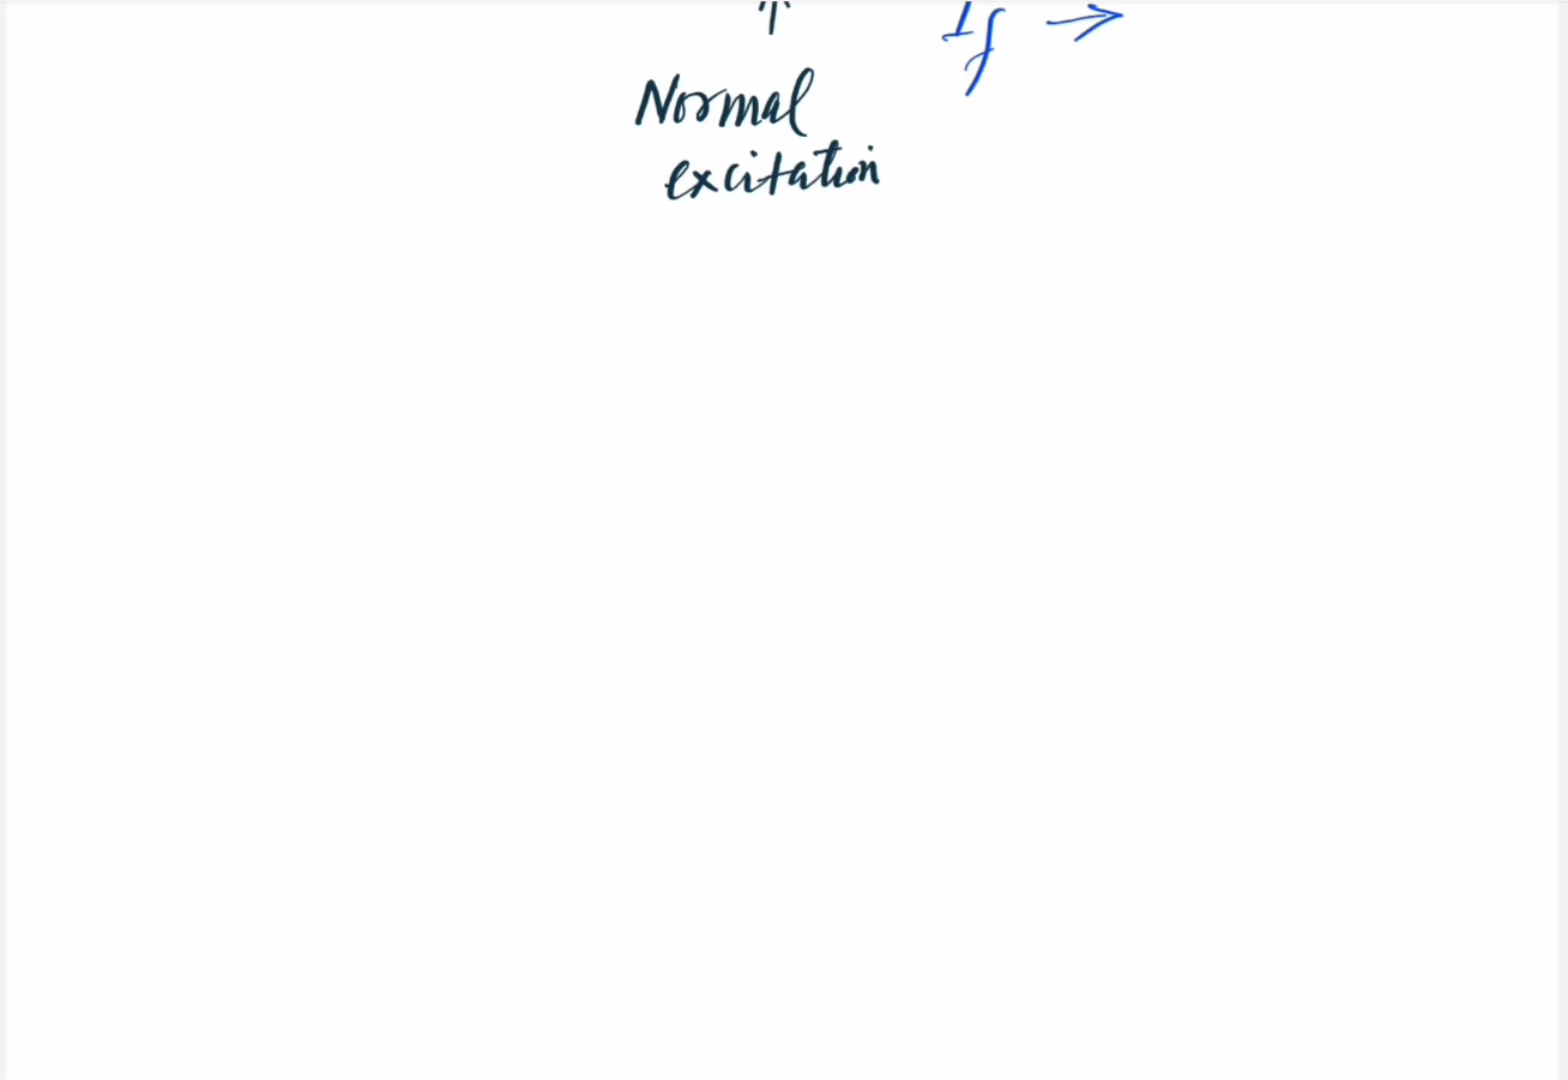 ↑ If →
Normal
excitation